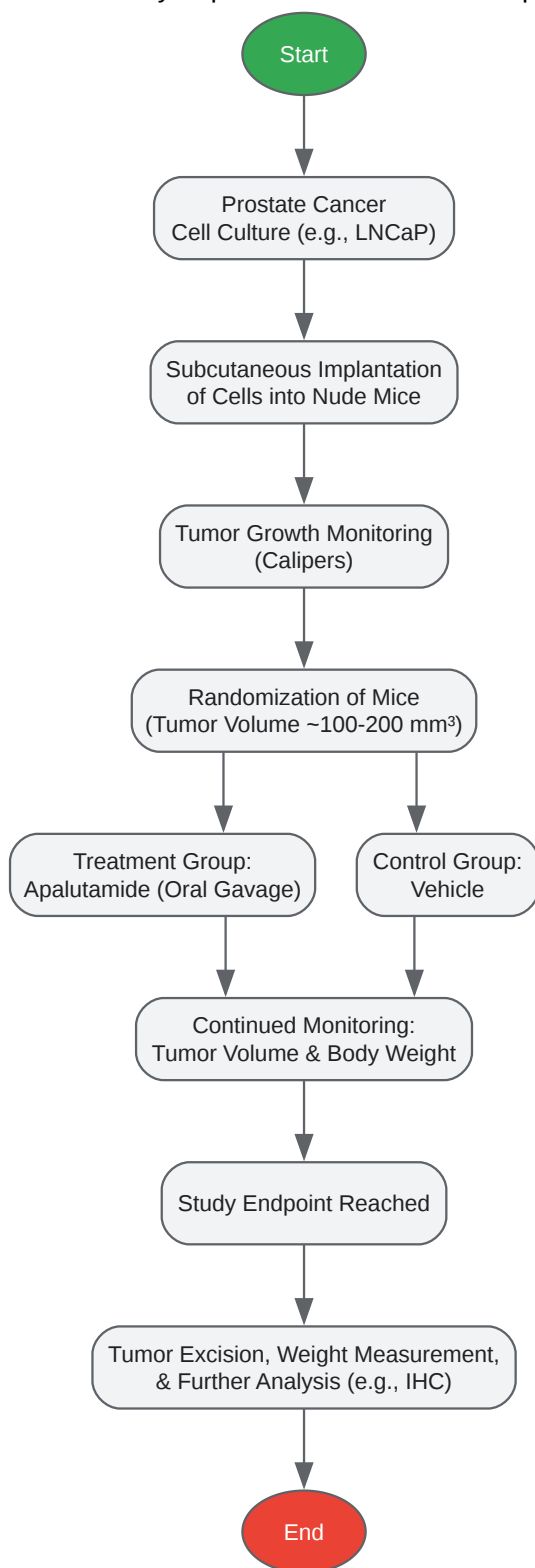 Start
Prostate Cancer
Cell Culture (e.g., LNCaP)
Subcutaneous Implantation
of Cells into Nude Mice
Tumor Growth Monitoring
(Calipers)
Randomization of Mice
(Tumor Volume ~100-200 mm³)
Treatment Group:
Apalutamide (Oral Gavage)
Control Group:
Vehicle
Continued Monitoring:
Tumor Volume & Body Weight
Study Endpoint Reached
Tumor Excision, Weight Measurement,
& Further Analysis (e.g., IHC)
End